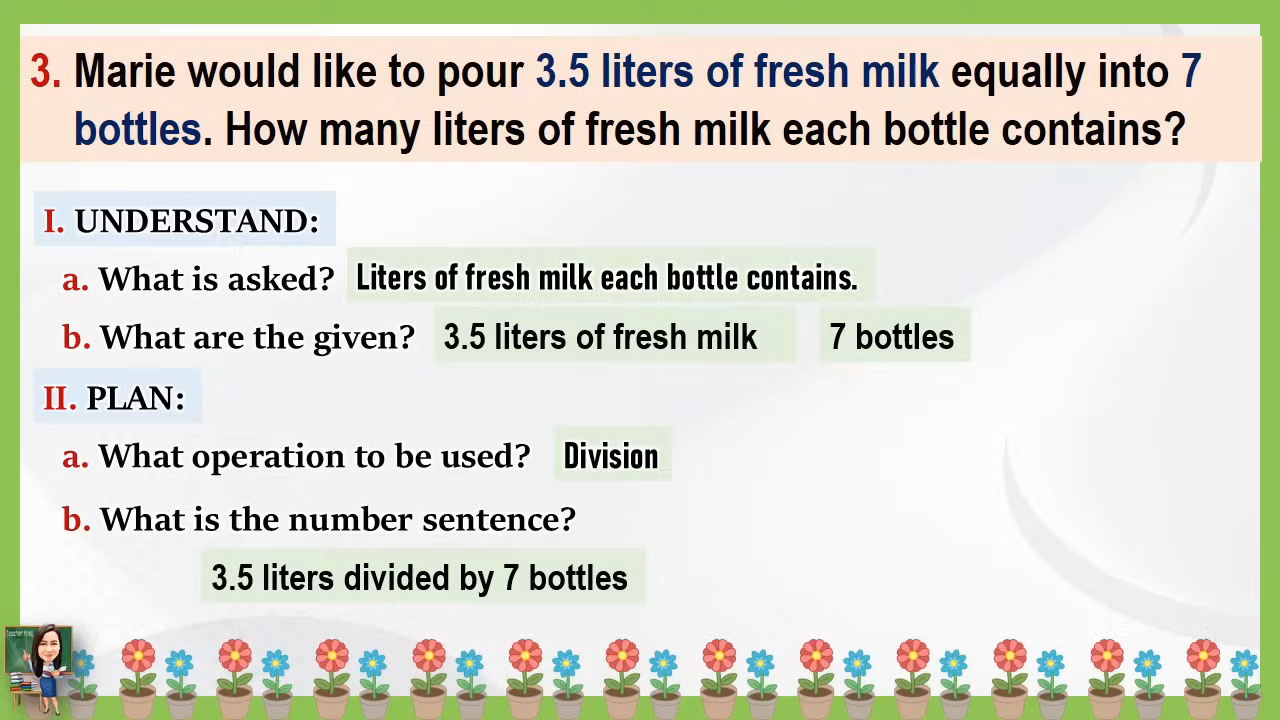 3. Marie would like to pour 3.5 liters of fresh milk equally into 7
bottles. How many liters of fresh milk each bottle contains?
I. UNDERSTAND:
a. What is asked? Liters of fresh milk each bottle contains.
b. What are the given? 3.5 liters of fresh milk 7 bottles
II. PLAN:
a. What operation to be used? Division
b. What is the number sentence?
3.5 liters divided by 7 bottles